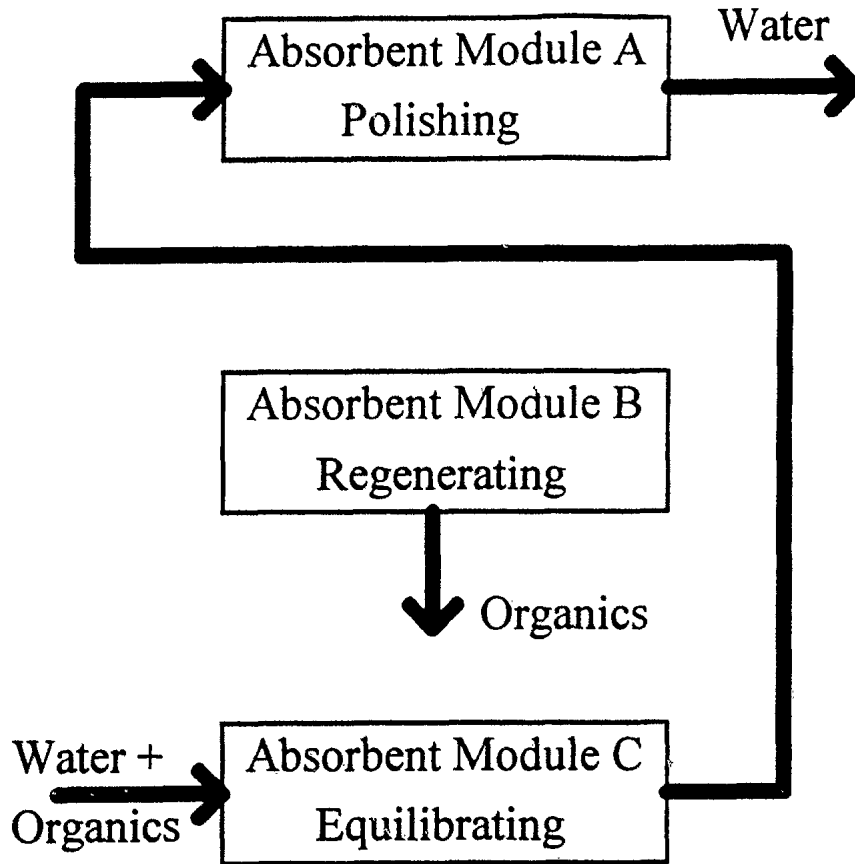 Water
Absorbent Module A
Polishing
Absorbent Module B
Regenerating
Organics
Water +
Organics
Absorbent Module C
Equilibrating